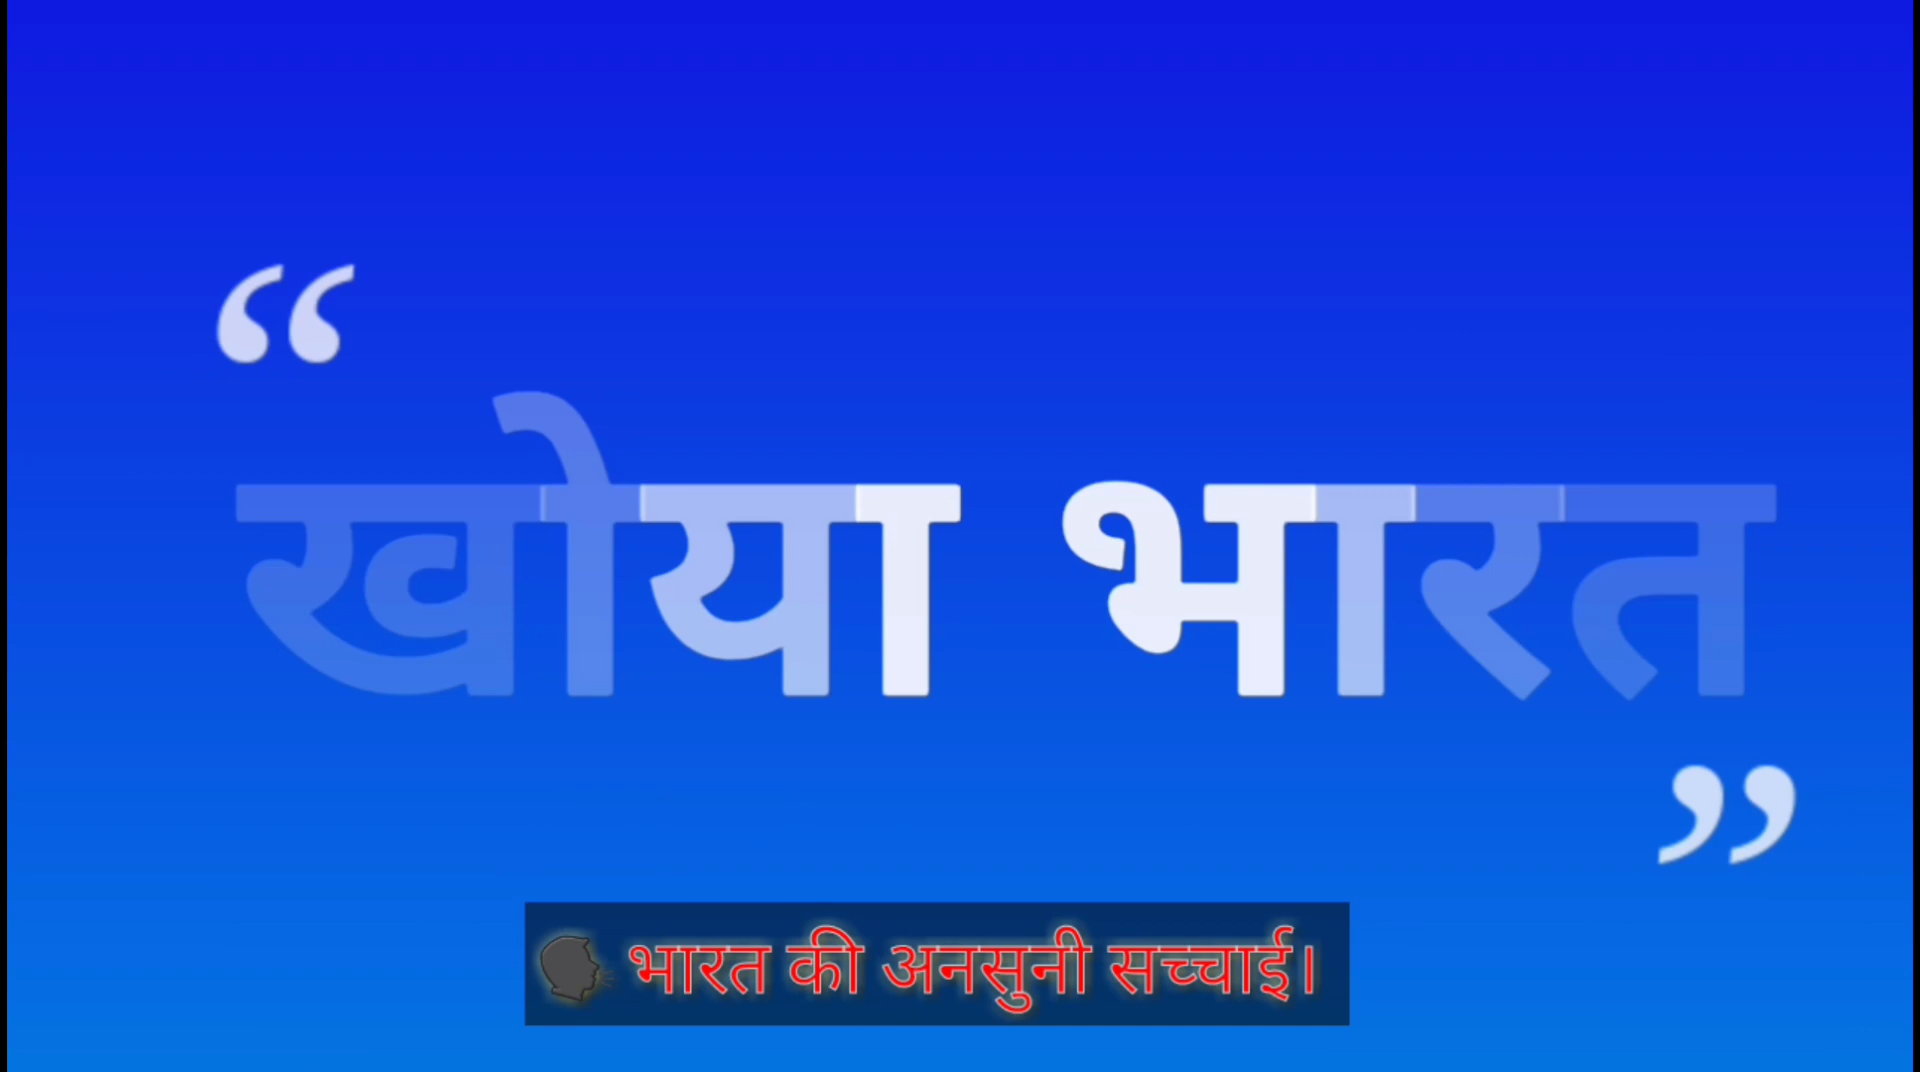 “
खोया भारत
”
🗣 भारत की अनसुनी सच्चाई।